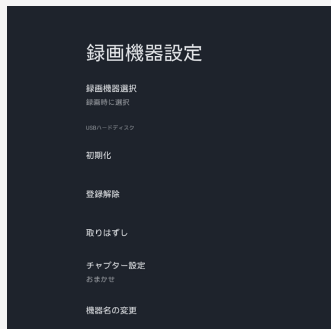 録画機器設定
録画機器選択
録画時に選択
USBハードディスク
初期化
登録解除
取りはずし
チャプター設定
おまかせ
機器名の変更